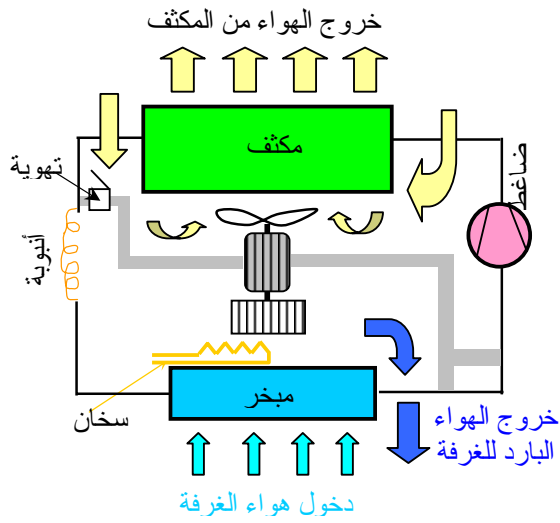 خروج الهواء من المكثف
مكثف
ضاغط
تهوية
أنبوبة
مبخر
سخان
خروج الهواء
البارد للغرفة
دخول هواء الغرفة